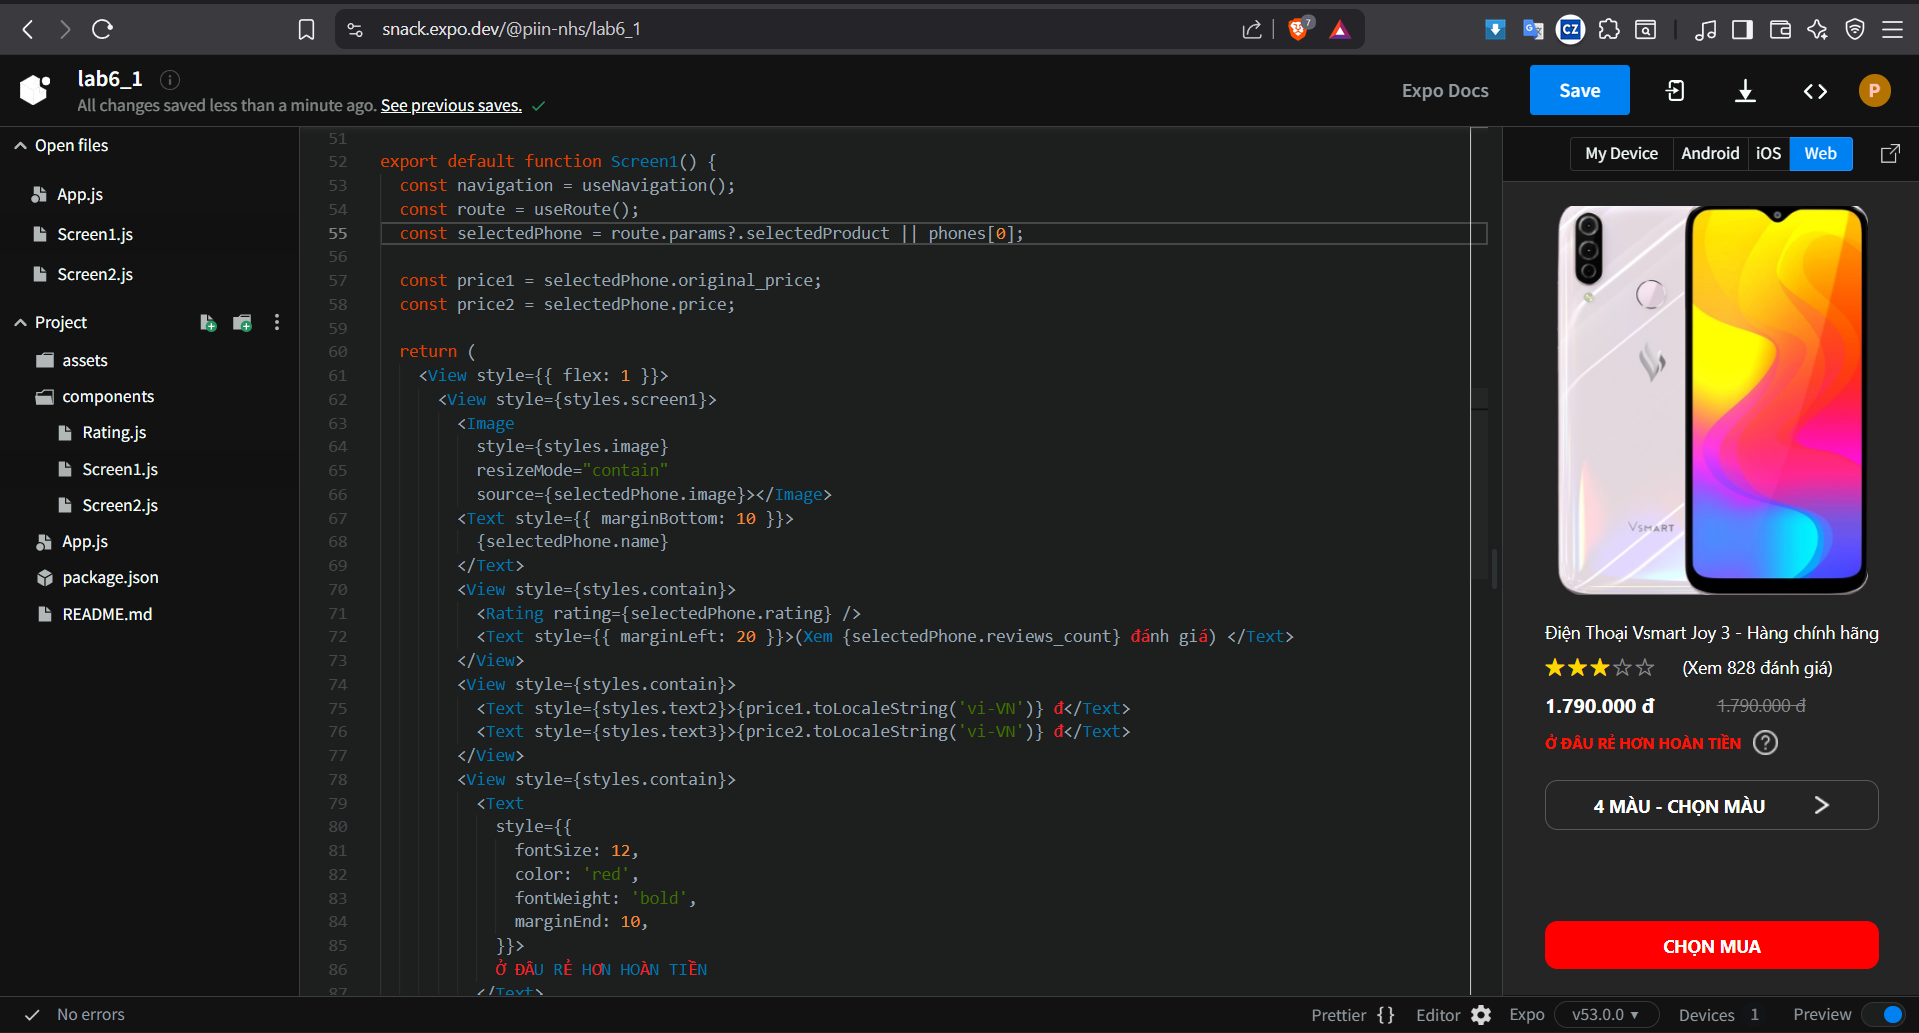 snack.expo.dev/@piin-nhs/lab6_1
7
CZ
lab6_1
All changes saved less than a minute ago. See previous saves.
Expo Docs
Save
P
Open files
App.js
Screen1.js
Screen2.js
Project
assets
components
Rating.js
Screen1.js
Screen2.js
App.js
package.json
README.md
51
52 export default function Screen1() {
53 const navigation = useNavigation();
54 const route = useRoute();
55 const selectedPhone = route.params?.selectedProduct || phones[0];
56
57 const price1 = selectedPhone.original_price;
58 const price2 = selectedPhone.price;
59
60 return (
61 <View style={{ flex: 1 }}>
62 <View style={styles.screen1}>
63 <Image
64 style={styles.image}
65 resizeMode="contain"
66 source={selectedPhone.image}></Image>
67 <Text style={{ marginBottom: 10 }}>
68 {selectedPhone.name}
69 </Text>
70 <View style={styles.contain}>
71 <Rating rating={selectedPhone.rating} />
72 <Text style={{ marginLeft: 20 }}>(Xem {selectedPhone.reviews_count} đánh giá) </Text>
73 </View>
74 <View style={styles.contain}>
75 <Text style={styles.text2}>{price1.toLocaleString('vi-VN')} đ</Text>
76 <Text style={styles.text3}>{price2.toLocaleString('vi-VN')} đ</Text>
77 </View>
78 <View style={styles.contain}>
79 <Text
80 style={{
81 fontSize: 12,
82 color: 'red',
83 fontWeight: 'bold',
84 marginEnd: 10,
85 }}>
86 Ở ĐÂU RẺ HƠN HOÀN TIỀN
87 </Text>
My Device Android iOS Web
VSMART
Điện Thoại Vsmart Joy 3 - Hàng chính hãng
(Xem 828 đánh giá)
1.790.000 đ 1.790.000 đ
Ở ĐÂU RẺ HƠN HOÀN TIỀN ?
4 MÀU - CHỌN MÀU
CHỌN MUA
No errors
Prettier {} Editor Expo v53.0.0 Devices 1 Preview